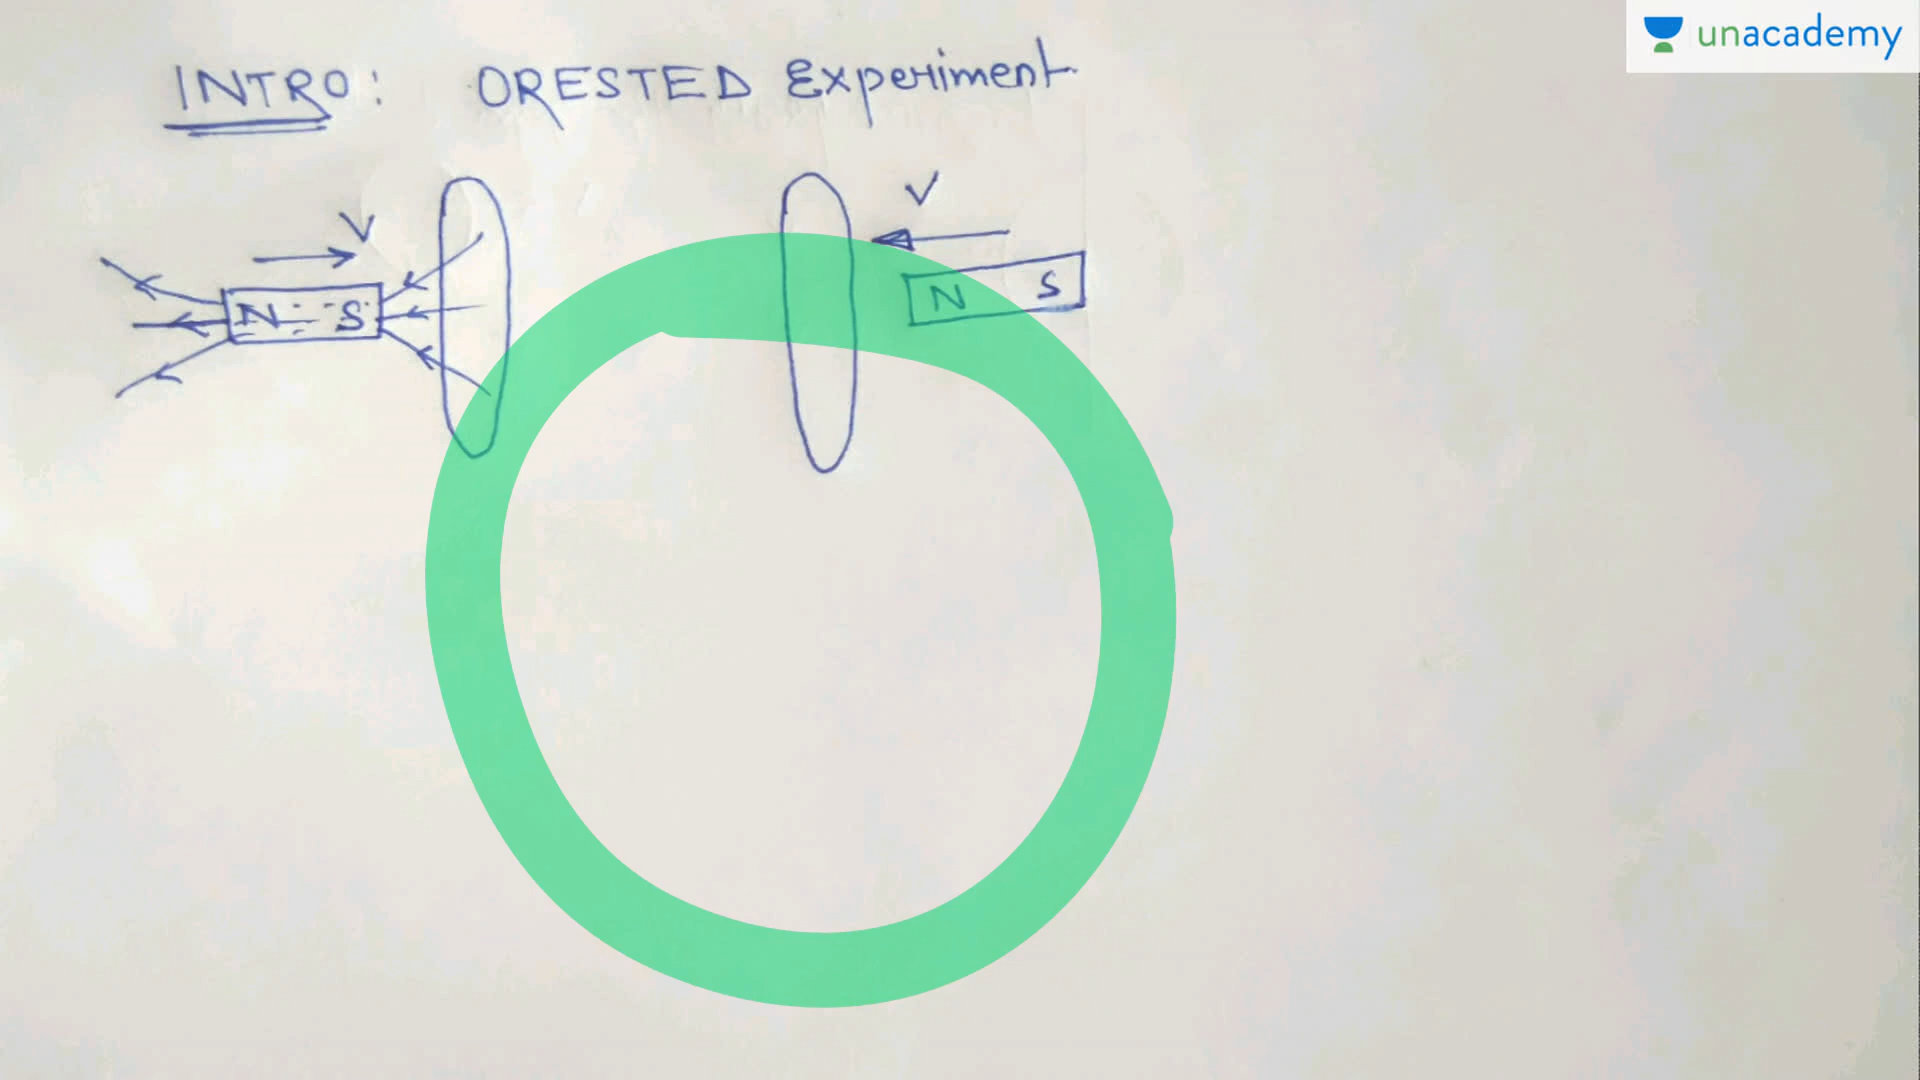 unacademy
INTRO: ORESTED Experiment
V
V
N S
N S